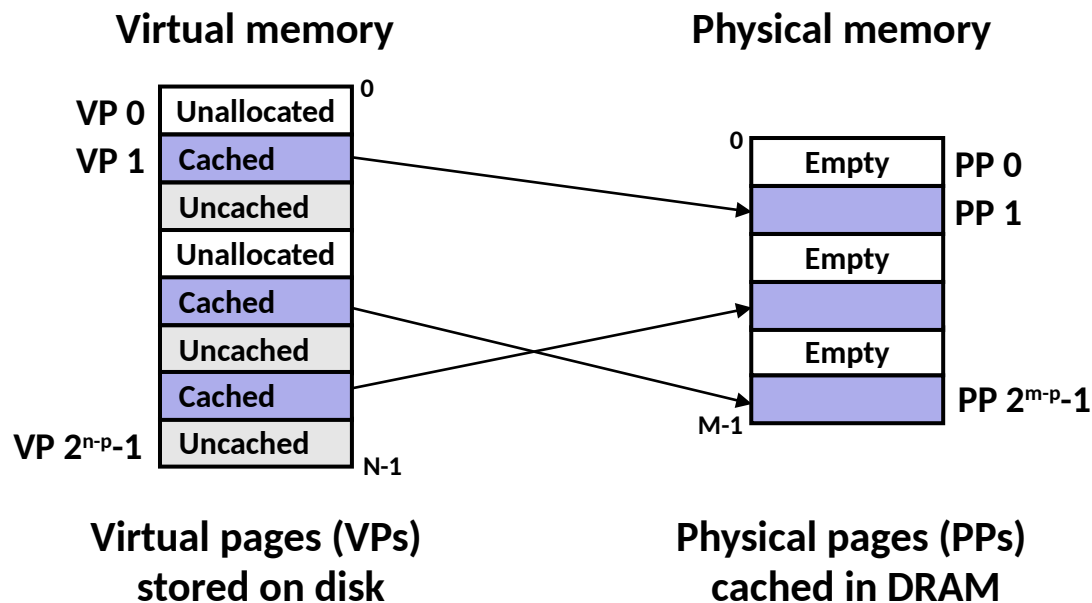 Virtual memory
Physical memory
0
VP 0
Unallocated
VP 1
Cached
Uncached
Unallocated
Cached
Uncached
Cached
VP 2ⁿ⁻ᵖ-1
Uncached
N-1
0
Empty
PP 0
PP 1
Empty
Empty
PP 2ᵐ⁻ᵖ-1
M-1
Virtual pages (VPs)
stored on disk
Physical pages (PPs)
cached in DRAM